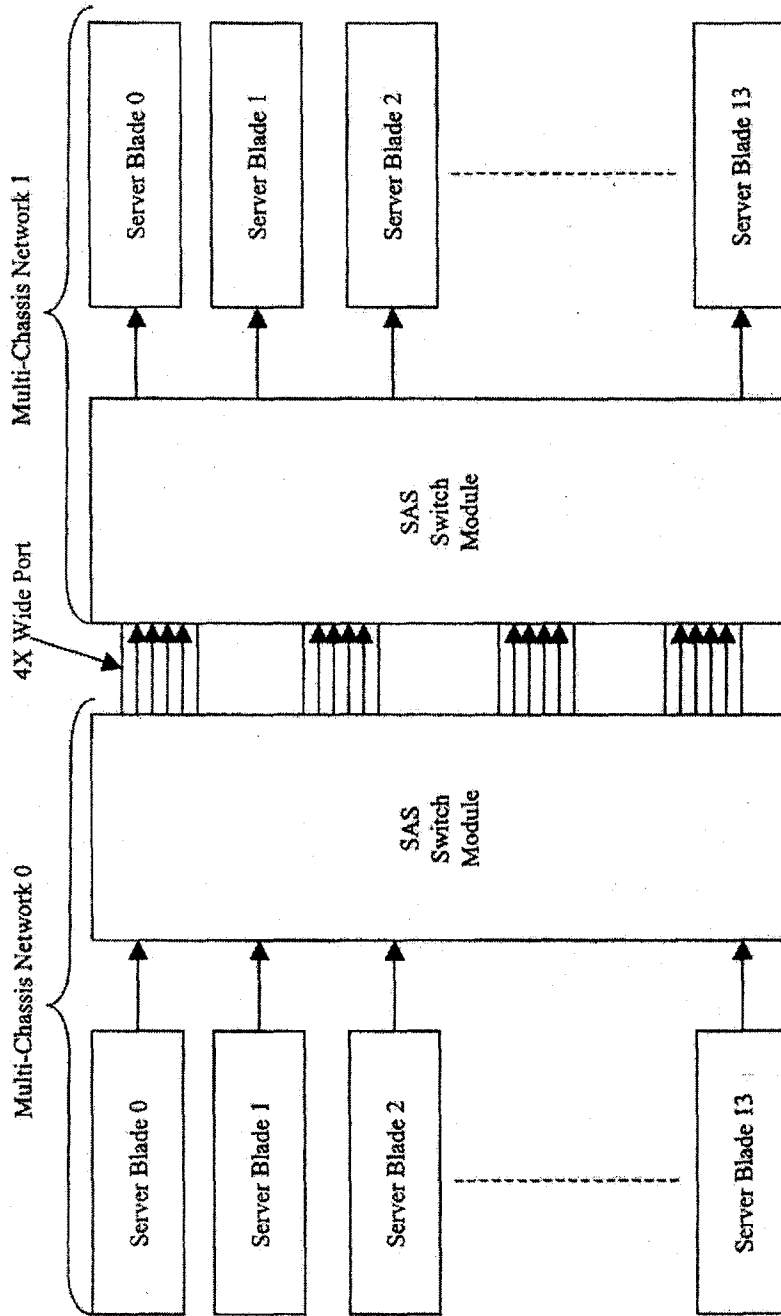 Multi-Chassis Network 0
4X Wide Port
Multi-Chassis Network 1
Server Blade 0
Server Blade 1
Server Blade 2
Server Blade 13
SAS
Switch
Module
SAS
Switch
Module
Server Blade 0
Server Blade 1
Server Blade 2
Server Blade 13